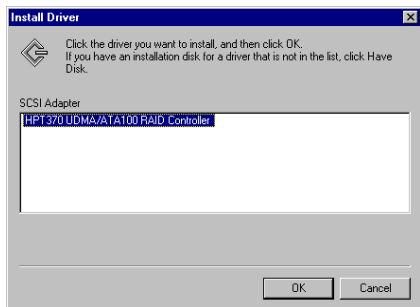 Install Driver
Click the driver you want to install, and then click OK.
If you have an installation disk for a driver that is not in the list, click Have
Disk.
SCSI Adapter
HPT370 UDMA/ATA100 RAID Controller
OK
Cancel